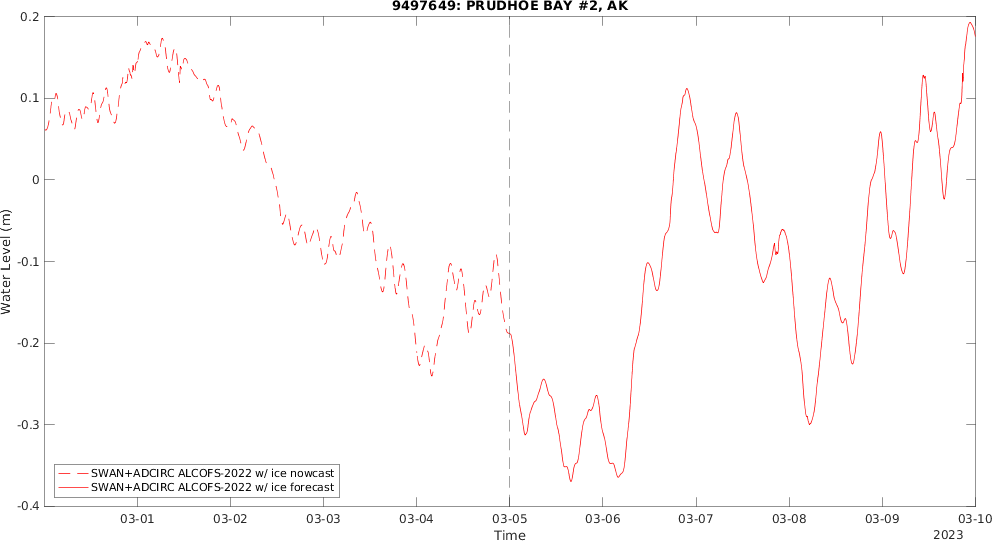 9497649: PRUDHOE BAY #2, AK
0.2
0.1
0
-0.1
-0.2
-0.3
-0.4
Water Level (m)
SWAN+ADCIRC ALCOFS-2022 w/ ice nowcast
SWAN+ADCIRC ALCOFS-2022 w/ ice forecast
03-01 03-02 03-03 03-04 03-05 03-06 03-07 03-08 03-09 03-10
Time
2023